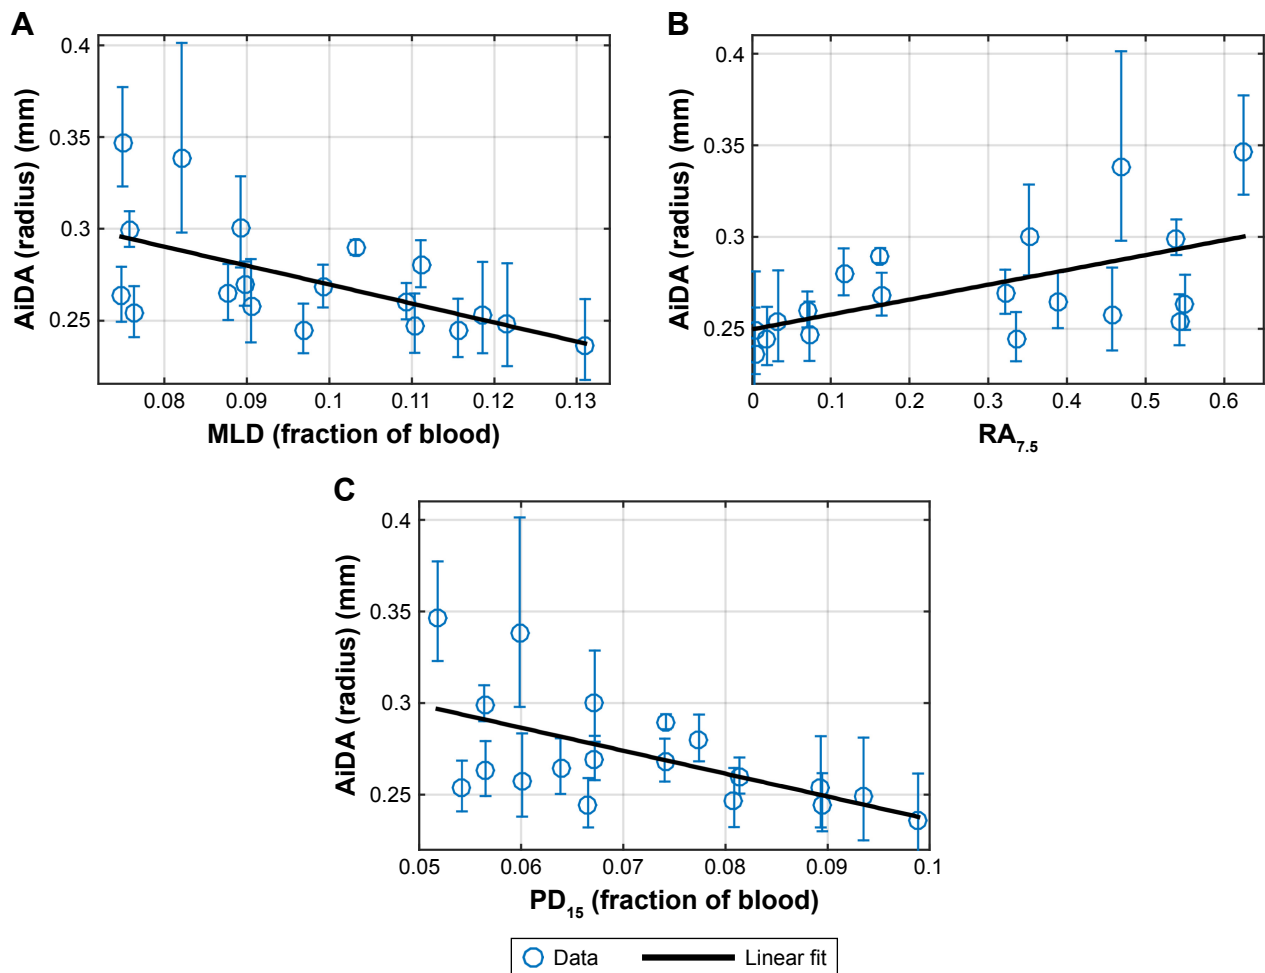 A
AiDA (radius) (mm)
0.4
0.35
0.3
0.25
0.08 0.09 0.1 0.11 0.12 0.13
MLD (fraction of blood)
B
AiDA (radius) (mm)
0.4
0.35
0.3
0.25
0 0.1 0.2 0.3 0.4 0.5 0.6
RA7.5
C
AiDA (radius) (mm)
0.4
0.35
0.3
0.25
0.05 0.06 0.07 0.08 0.09 0.1
PD15 (fraction of blood)
Data Linear fit